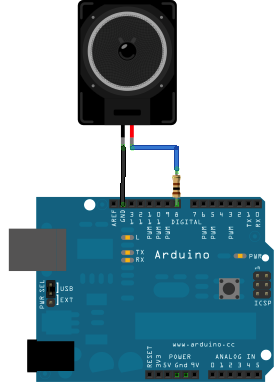 AREF
GND
13
12
PWM 11
PWM 10
PWM 9
8
DIGITAL
7
PWM 6
PWM 5
4
PWM 3
2
TX 1
RX 0
L
TX
RX
Arduino
PWR
1
ICSP
PWR SEL
USB
EXT
www.arduino.cc
RESET
3V3
5V Gnd 9V
POWER
ANALOG IN
0 1 2 3 4 5